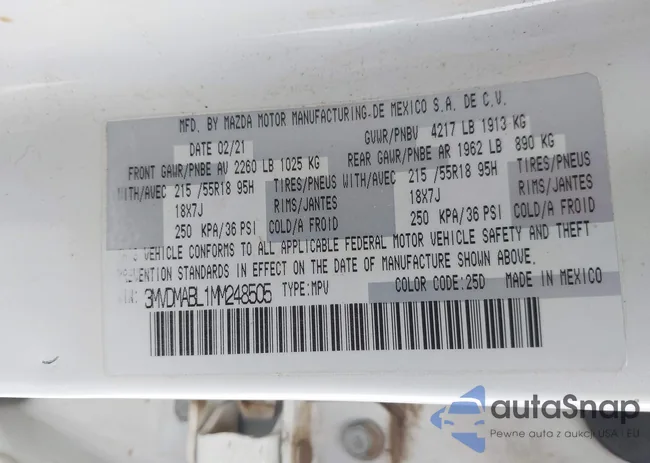 MFD. BY MAZDA MOTOR MANUFACTURING-DE MEXICO S.A. DE C.V.
DATE 02/21 GVWR/PNBV 4217 LB 1913 KG
FRONT GAWR/PNBE AV 2260 LB 1025 KG REAR GAWR/PNBE AR 1962 LB 890 KG
WITH/AVEC 215 /55R18 95H TIRES/PNEUS WITH/AVEC 215 /55R18 95H TIRES/PNEUS
18X7J RIMS/JANTES 18X7J RIMS/JANTES
250 KPA/36 PSI COLD/A FROID 250 KPA/36 PSI COLD/A FROID
VEHICLE CONFORMS TO ALL APPLICABLE FEDERAL MOTOR VEHICLE SAFETY AND THEFT
STANDARDS IN EFFECT ON THE DATE OF MANUFACTURE SHOWN ABOVE.
3MVDMABL1MM248505 TYPE:MPV COLOR CODE:25D MADE IN MEXICO
autoSnap
Pewne auta z aukcji USA - EU